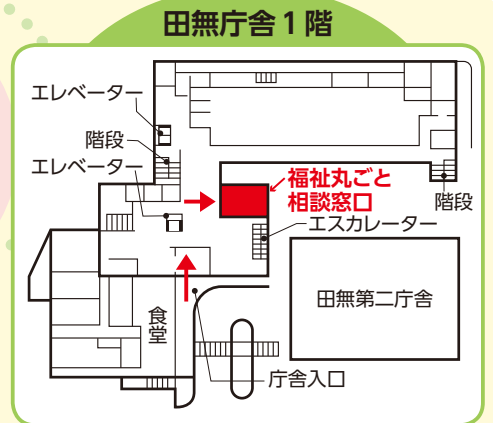 田無庁舎1階
エレベーター
階段
エレベーター
福祉丸ごと
相談窓口
階段
エスカレーター
田無第二庁舎
食堂
庁舎入口